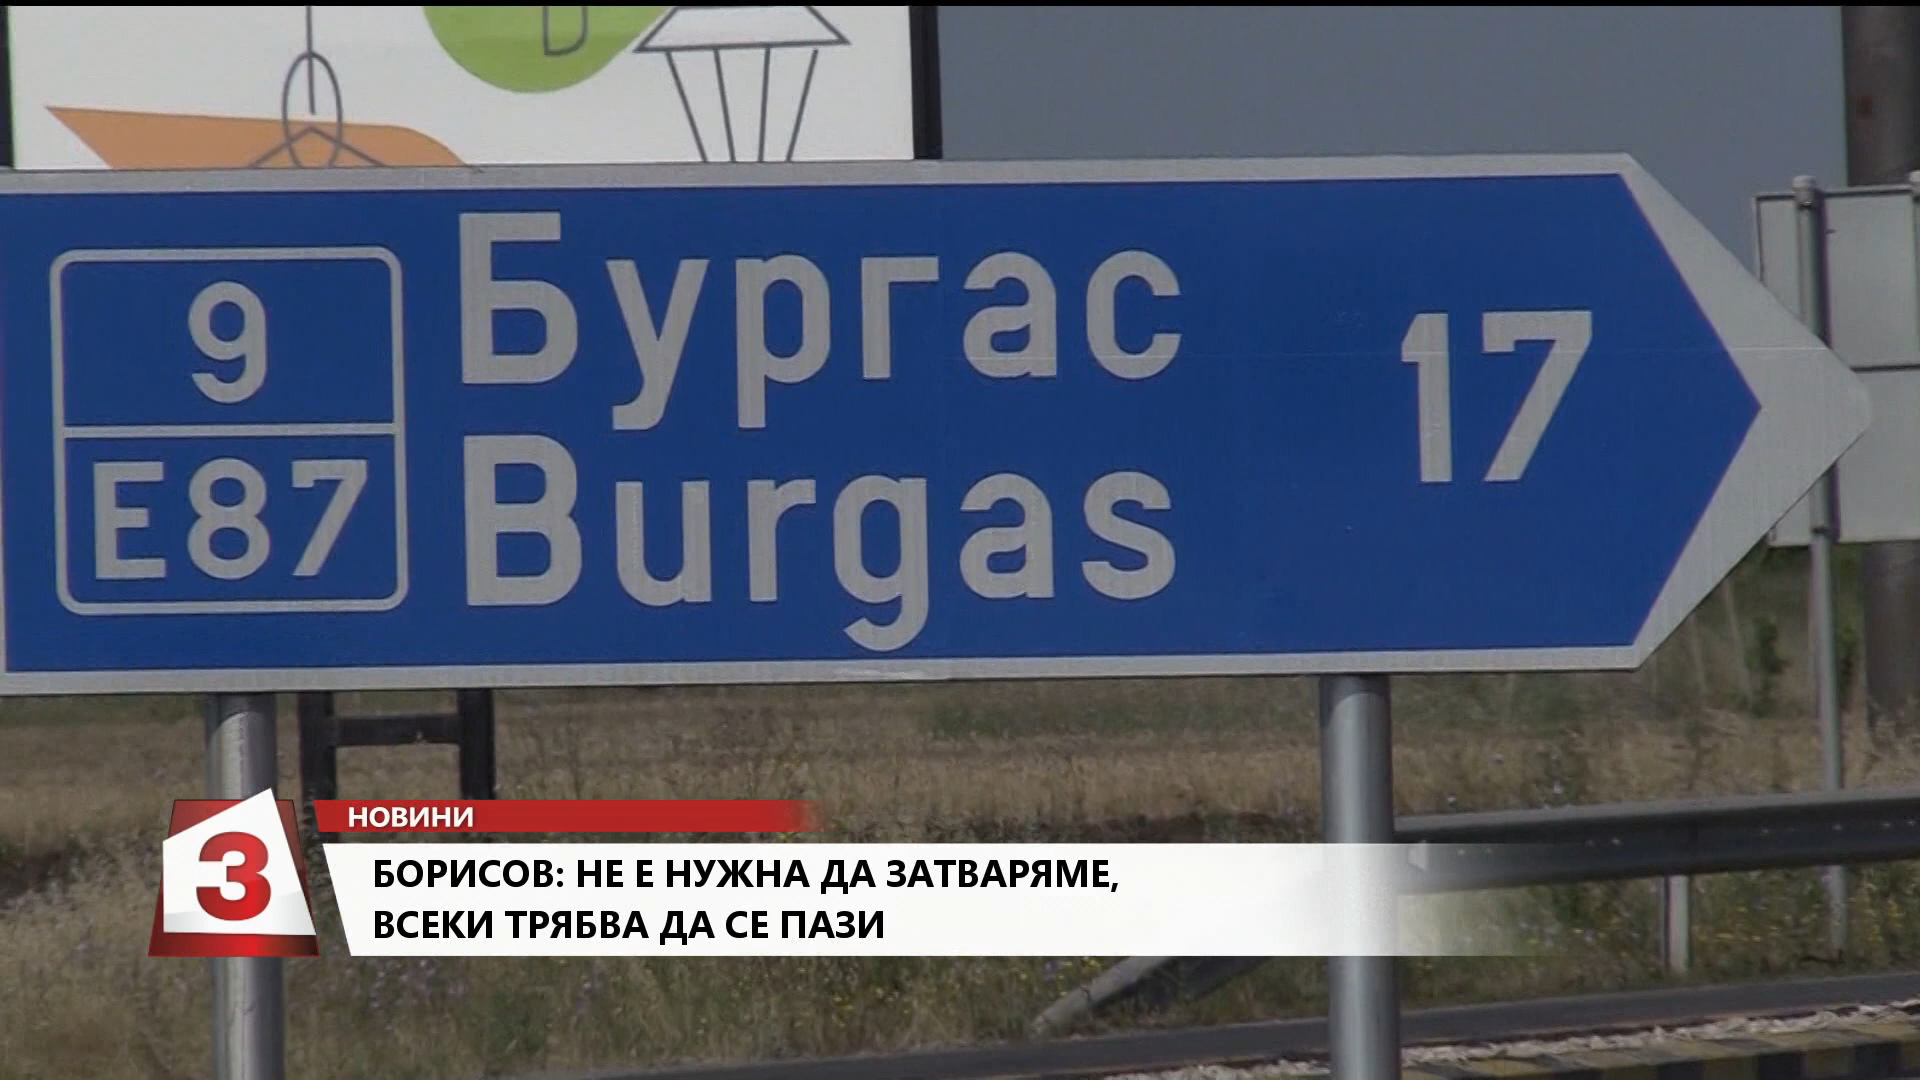 9
E87
Бургас
Burgas
17
3
НОВИНИ
БОРИСОВ: НЕ Е НУЖНА ДА ЗАТВАРЯМЕ,
ВСЕКИ ТРЯБВА ДА СЕ ПАЗИ